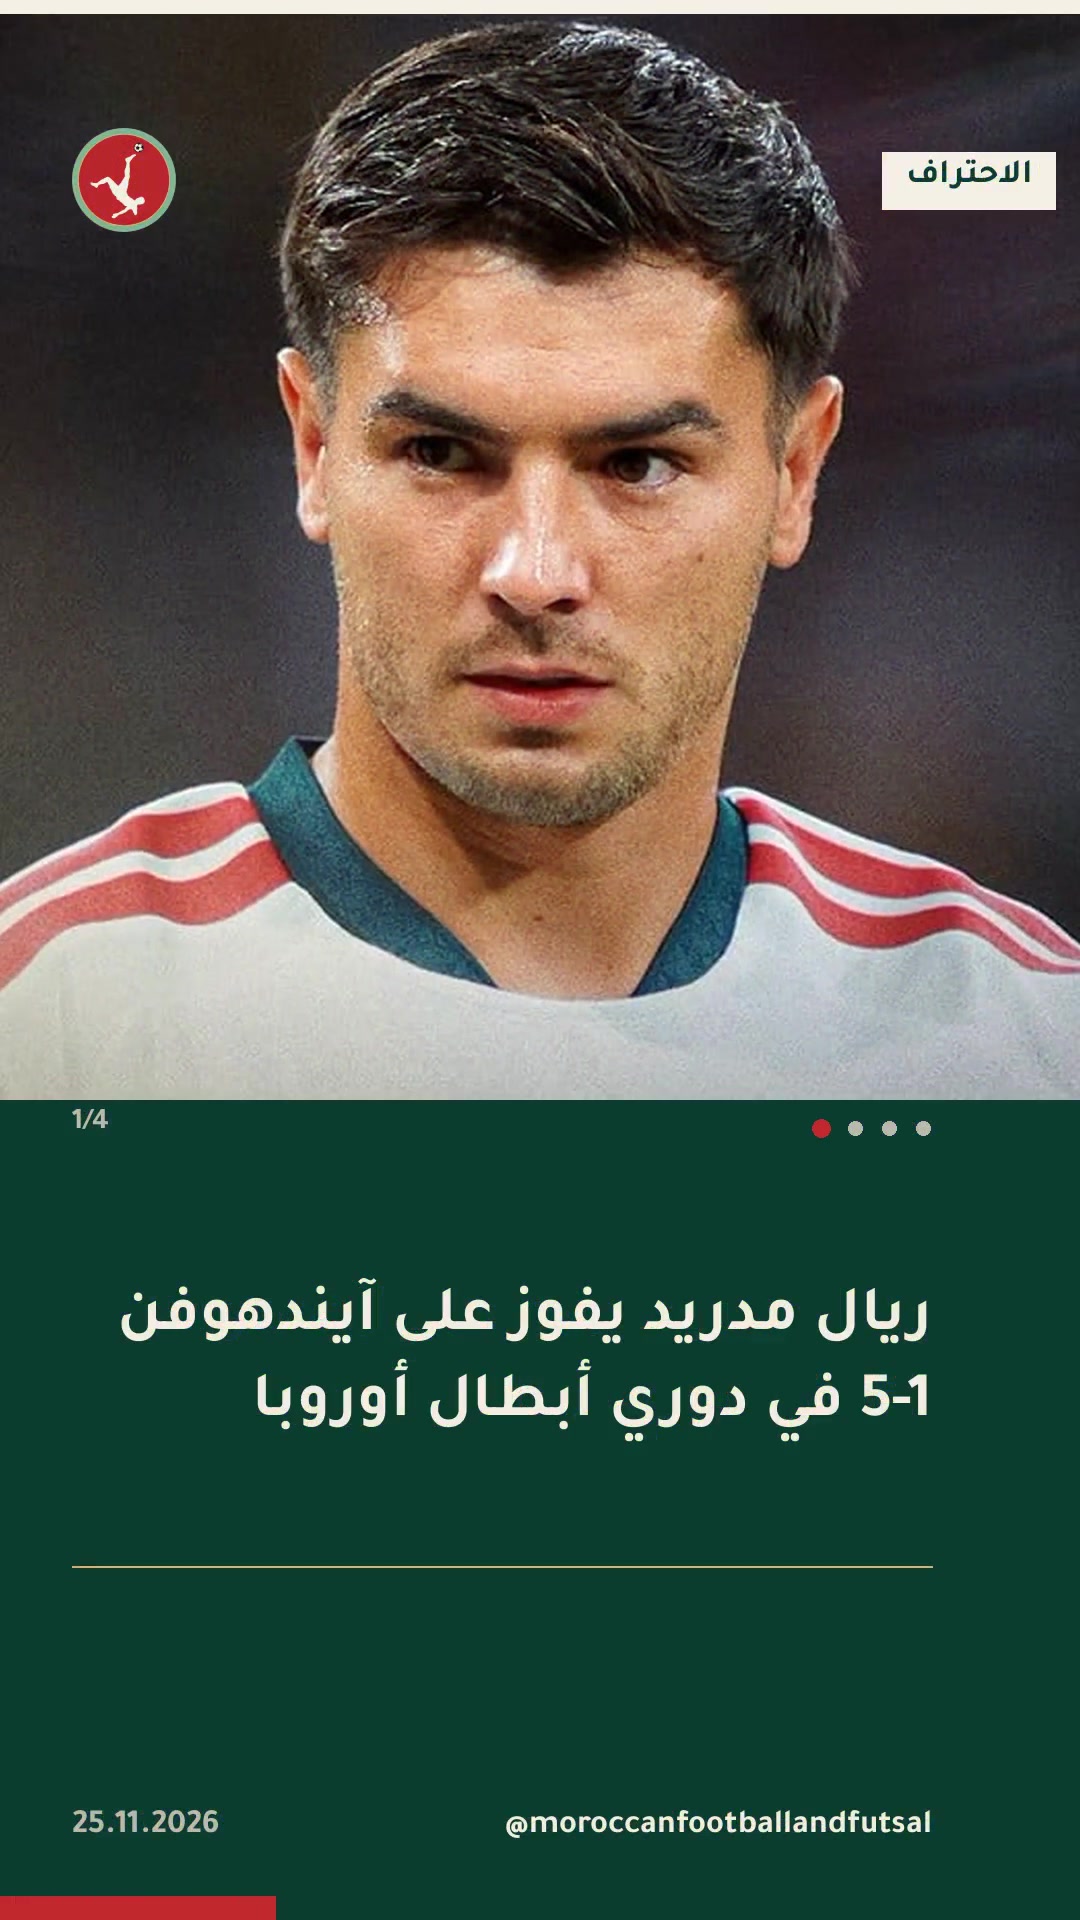 الاحتراف
1/4
ريال مدريد يفوز على آيندهوفن
5-1 في دوري أبطال أوروبا
25.11.2026
@moroccanfootballandfutsal